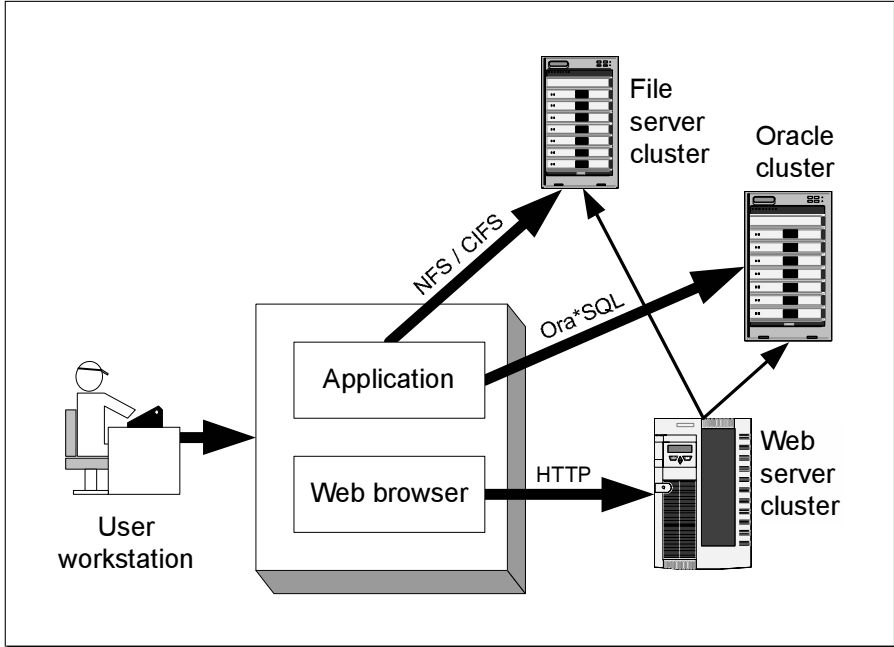 File
server
cluster
Oracle
cluster
NFS / CIFS
Ora*SQL
Application
Web browser
HTTP
Web
server
cluster
User
workstation